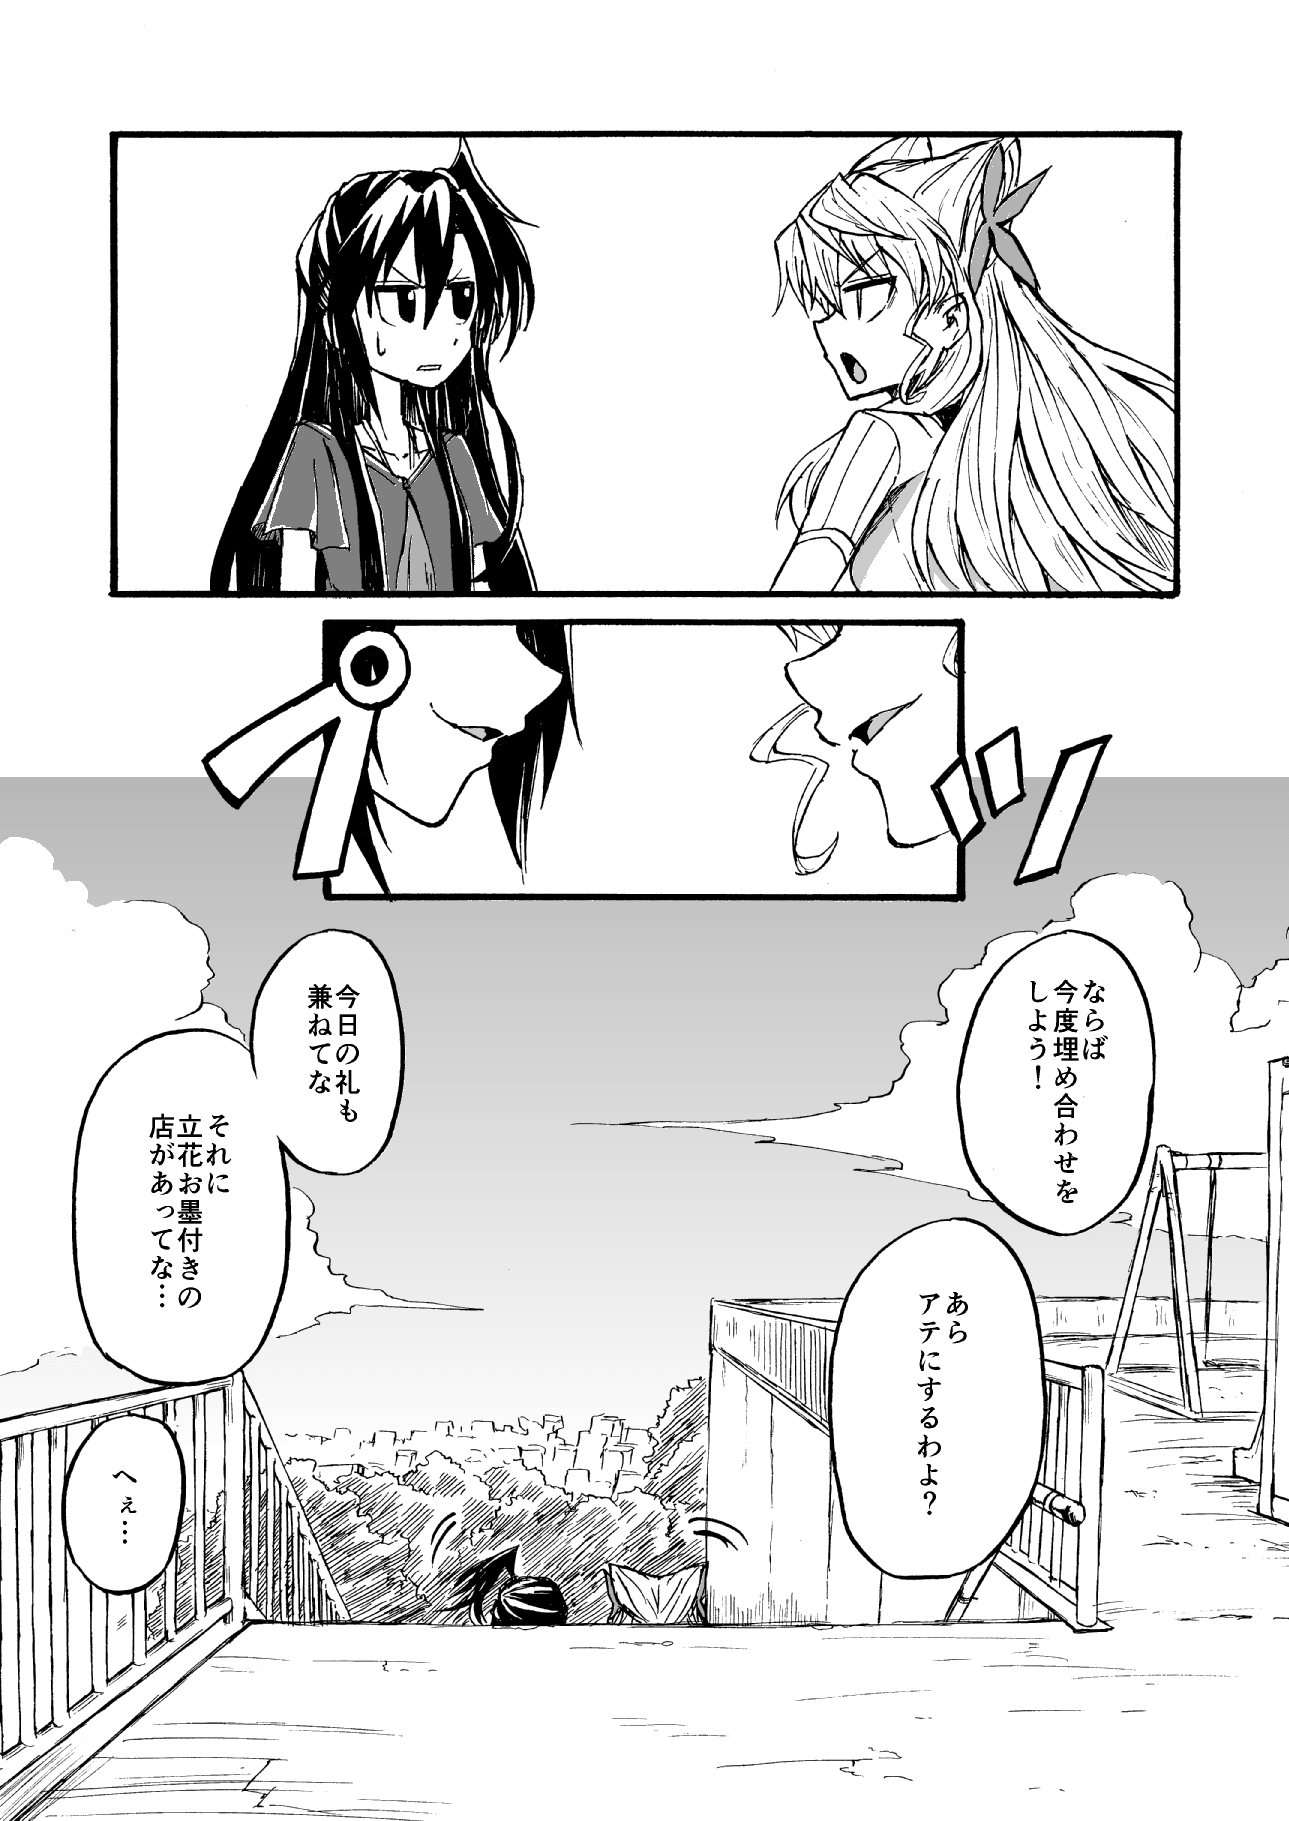 プッ
ならば
今度埋め合わせを
しよう!
今日の礼も
兼ねてな
それに
立花お墨付きの
店があってな…
あら
アテにするわよ?
へぇ…